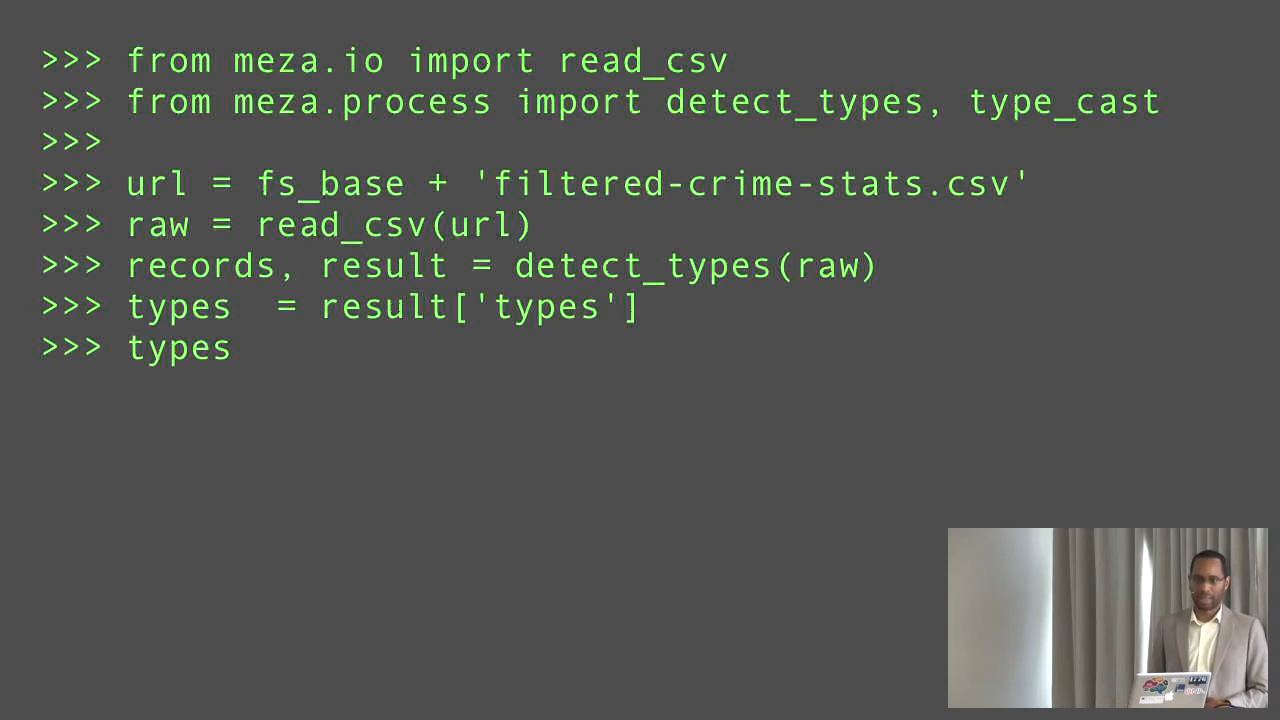 >>> from meza.io import read_csv
>>> from meza.process import detect_types, type_cast
>>>
>>> url = fs_base + 'filtered-crime-stats.csv'
>>> raw = read_csv(url)
>>> records, result = detect_types(raw)
>>> types  = result['types']
>>> types